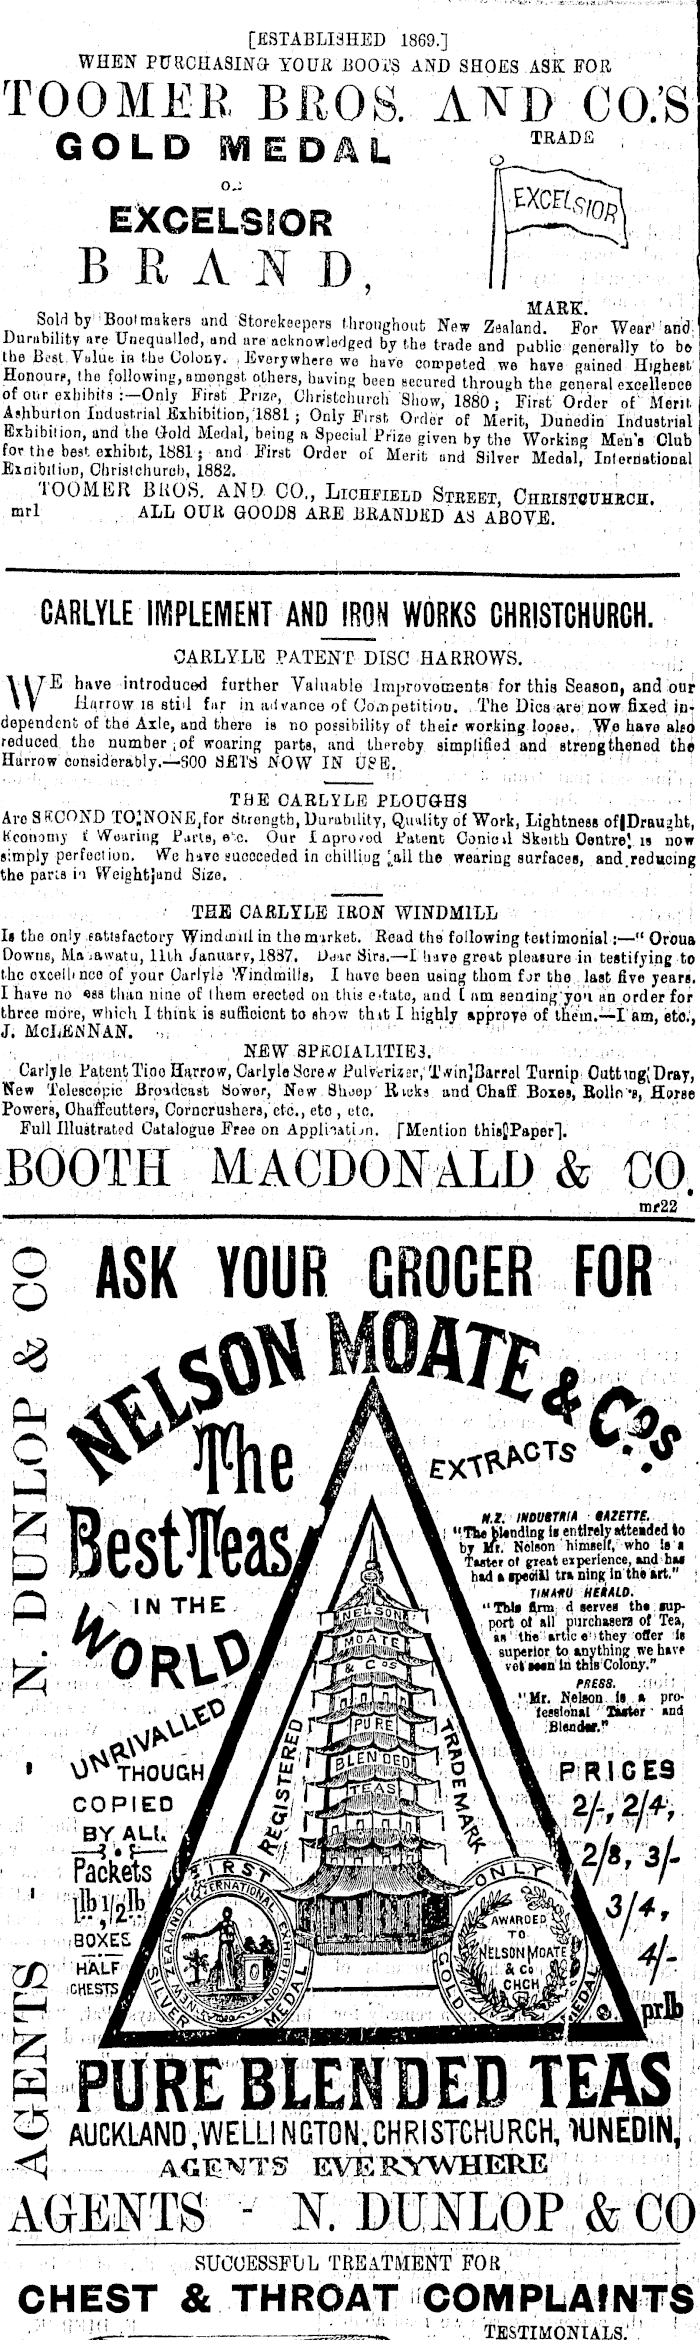 [ESTABLISHED 1869.]
WHEN PURCHASING YOUR BOOTS AND SHOES ASK FOR
TOOMER BROS. AND CO.'S
GOLD MEDAL
TRADE
OR
EXCELSIOR
EXCELSIOR
BRAND,
MARK.
Sold by Bootmakers and Storekeepers throughout New Zealand. For Wear and
Durability are Unequalled, and are acknowledged by the trade and public generally to be
the Best Value in the Colony. Everywhere we have competed we have gained Highest
Honours, the following, amongst others, having been secured through the general excellence
of our exhibits :—Only First Prize, Christchurch Show, 1880 ; First Order of Merit
Ashburton Industrial Exhibition, 1881 ; Only First Order of Merit, Dunedin Industrial
Exhibition, and the Gold Medal, being a Special Prize given by the Working Men's Club
for the best exhibit, 1881 ; and First Order of Merit and Silver Medal, International
Exhibition, Christchurch, 1882.
TOOMER BROS. AND CO., LICHFIELD STREET, CHRISTCUHRCH.
mr1 ALL OUR GOODS ARE BRANDED AS ABOVE.
CARLYLE IMPLEMENT AND IRON WORKS CHRISTCHURCH.
CARLYLE PATENT DISC HARROWS.
WE have introduced further Valuable Improvements for this Season, and our
Harrow is still far in advance of Competition. The Dics are now fixed in-
dependent of the Axle, and there is no possibility of their working loose. We have also
reduced the number of wearing parts, and thereby simplified and strengthened the
Harrow considerably.—600 SETS NOW IN USE.
THE CARLYLE PLOUGHS
Are SECOND TO NONE for Strength, Durability, Quality of Work, Lightness of Draught,
Economy f Wearing Parts, etc. Our Improved Patent Conical Skeith Centre is now
simply perfection. We have succeeded in chilling all the wearing surfaces, and reducing
the parts in Weight and Size.
THE CARLYLE IRON WINDMILL
Is the only satisfactory Windmill in the market. Read the following testimonial :—" Oroua
Downs, Manawatu, 11th January, 1887. Dear Sirs.—I have great pleasure in testifying to
the excellence of your Carlyle Windmills, I have been using them for the last five years.
I have no less than nine of them erected on this estate, and I am sending you an order for
three more, which I think is sufficient to show that I highly approve of them.—I am, etc.,
J. McLENNAN.
NEW SPECIALITIES.
Carlyle Patent Tine Harrow, Carlyle Screw Pulverizer, Twin Barrel Turnip Cutting Dray,
New Telescopic Broadcast Sower, New Sheep Racks and Chaff Boxes, Rollers, Horse
Powers, Chaffcutters, Corncrushers, etc., etc , etc.
Full Illustrated Catalogue Free on Application. [Mention this Paper].
BOOTH MACDONALD & CO.
mr22
AGENTS - N. DUNLOP & CO
ASK YOUR GROCER FOR
NELSON MOATE & Cos.
EXTRACTS
The
Best Teas
IN THE
WORLD
UNRIVALLED
THOUGH
COPIED
BY ALL
Packets
1lb, 1/2lb
BOXES
HALF
CHESTS
N.Z. INDUSTRIA GAZETTE.
"The blending is entirely attended to
by Mr. Nelson himself, who is a
Taster of great experience, and has
had a special tra ning in the art."
TIMARU HERALD.
"This firm d serves the sup-
port of all purchasers of Tea,
as the artic e they offer is
superior to anything we have
yet seen in this Colony."
PRESS.
"Mr. Nelson is a pro-
fessional Taster and
Blender."
PRICES
2/-, 2/4,
2/8, 3/-
3/4,
4/-
prlb
NELSON
MOATE
& Cos
PURE
BLENDED
TEAS
REGISTERED
TRADEMARK
FIRST
SILVER MEDAL
NEW ZEALAND INTERNATIONAL EXHIBITION
ONLY
GOLD MEDAL
AWARDED
TO
NELSON MOATE
& Co
CHCH
PURE BLENDED TEAS
AUCKLAND, WELLINGTON, CHRISTCHURCH, DUNEDIN,
AGENTS EVERYWHERE
AGENTS - N. DUNLOP & CO
SUCCESSFUL TREATMENT FOR
CHEST & THROAT COMPLAINTS
TESTIMONIALS.